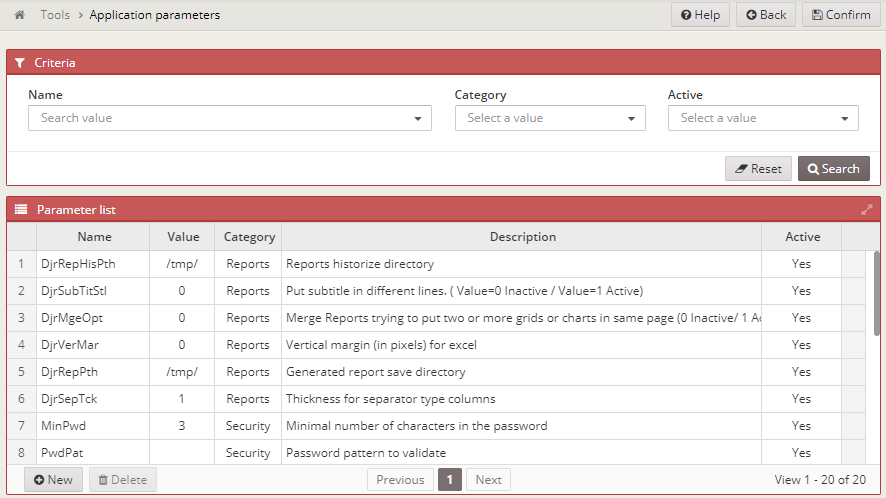 Tools > Application parameters Help Back Confirm
Criteria
Name Category Active
Search value Select a value Select a value
Reset Search
Parameter list
Name Value Category Description Active
1 DjrRepHisPth /tmp/ Reports Reports historize directory Yes
2 DjrSubTitStl 0 Reports Put subtitle in different lines. ( Value=0 Inactive / Value=1 Active) Yes
3 DjrMgeOpt 0 Reports Merge Reports trying to put two or more grids or charts in same page (0 Inactive/ 1 Yes
4 DjrVerMar 0 Reports Vertical margin (in pixels) for excel Yes
5 DjrRepPth /tmp/ Reports Generated report save directory Yes
6 DjrSepTck 1 Reports Thickness for separator type columns Yes
7 MinPwd 3 Security Minimal number of characters in the password Yes
8 PwdPat Security Password pattern to validate Yes
New Delete Previous 1 Next View 1 - 20 of 20